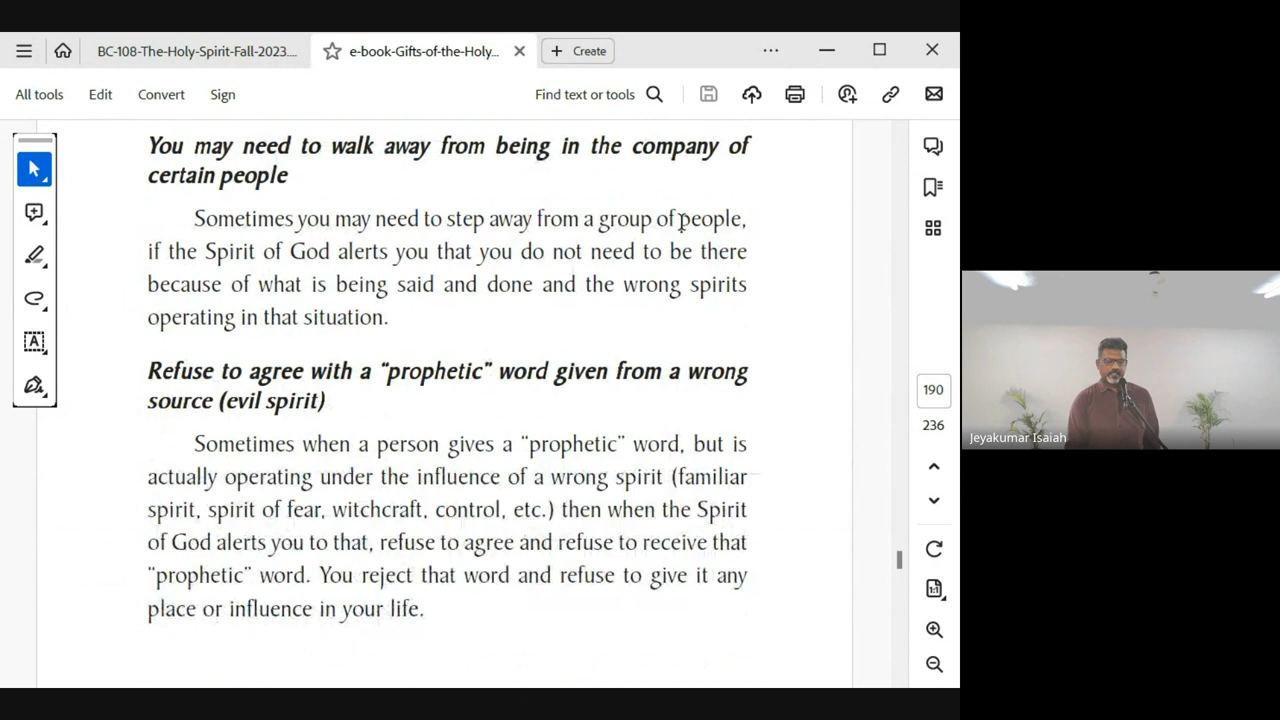 BC-108-The-Holy-Spirit-Fall-2023....
e-book-Gifts-of-the-Holy...
Create
All tools
Edit
Convert
Sign
Find text or tools
You may need to walk away from being in the company of
certain people
Sometimes you may need to step away from a group of people,
if the Spirit of God alerts you that you do not need to be there
because of what is being said and done and the wrong spirits
operating in that situation.
Refuse to agree with a “prophetic” word given from a wrong
source (evil spirit)
Sometimes when a person gives a “prophetic” word, but is
actually operating under the influence of a wrong spirit (familiar
spirit, spirit of fear, witchcraft, control, etc.) then when the Spirit
of God alerts you to that, refuse to agree and refuse to receive that
“prophetic” word. You reject that word and refuse to give it any
place or influence in your life.
190
236
Jeyakumar Isaiah